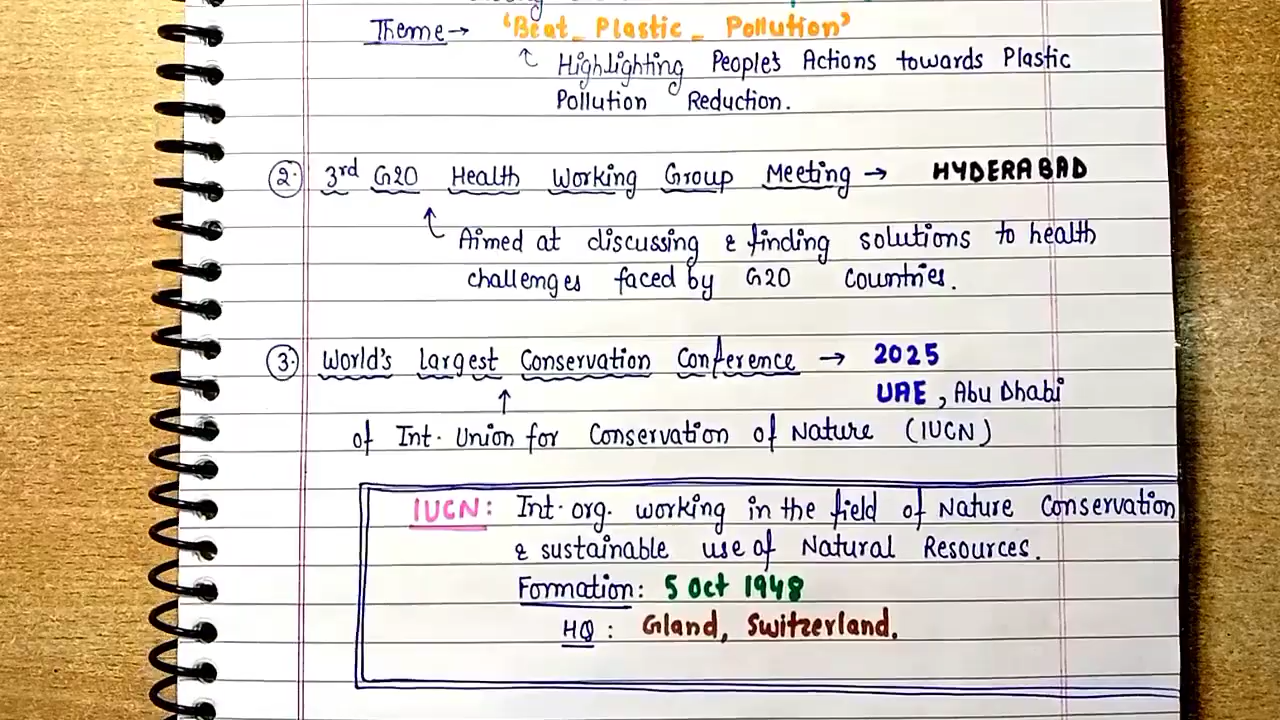 Theme → 'Beat Plastic Pollution'
↑ Highlighting People's Actions towards Plastic
Pollution Reduction.
2. 3rd G20 Health Working Group Meeting → HYDERABAD
↑ Aimed at discussing & finding solutions to health
challenges faced by G20 Countries.
3. World's largest Conservation Conference → 2025
UAE, Abu Dhabi
↑
of Int. Union for Conservation of Nature (IUCN)
IUCN: Int. org. working in the field of Nature Conservation
& sustainable use of Natural Resources.
Formation: 5 Oct 1948
HQ : Gland, Switzerland.